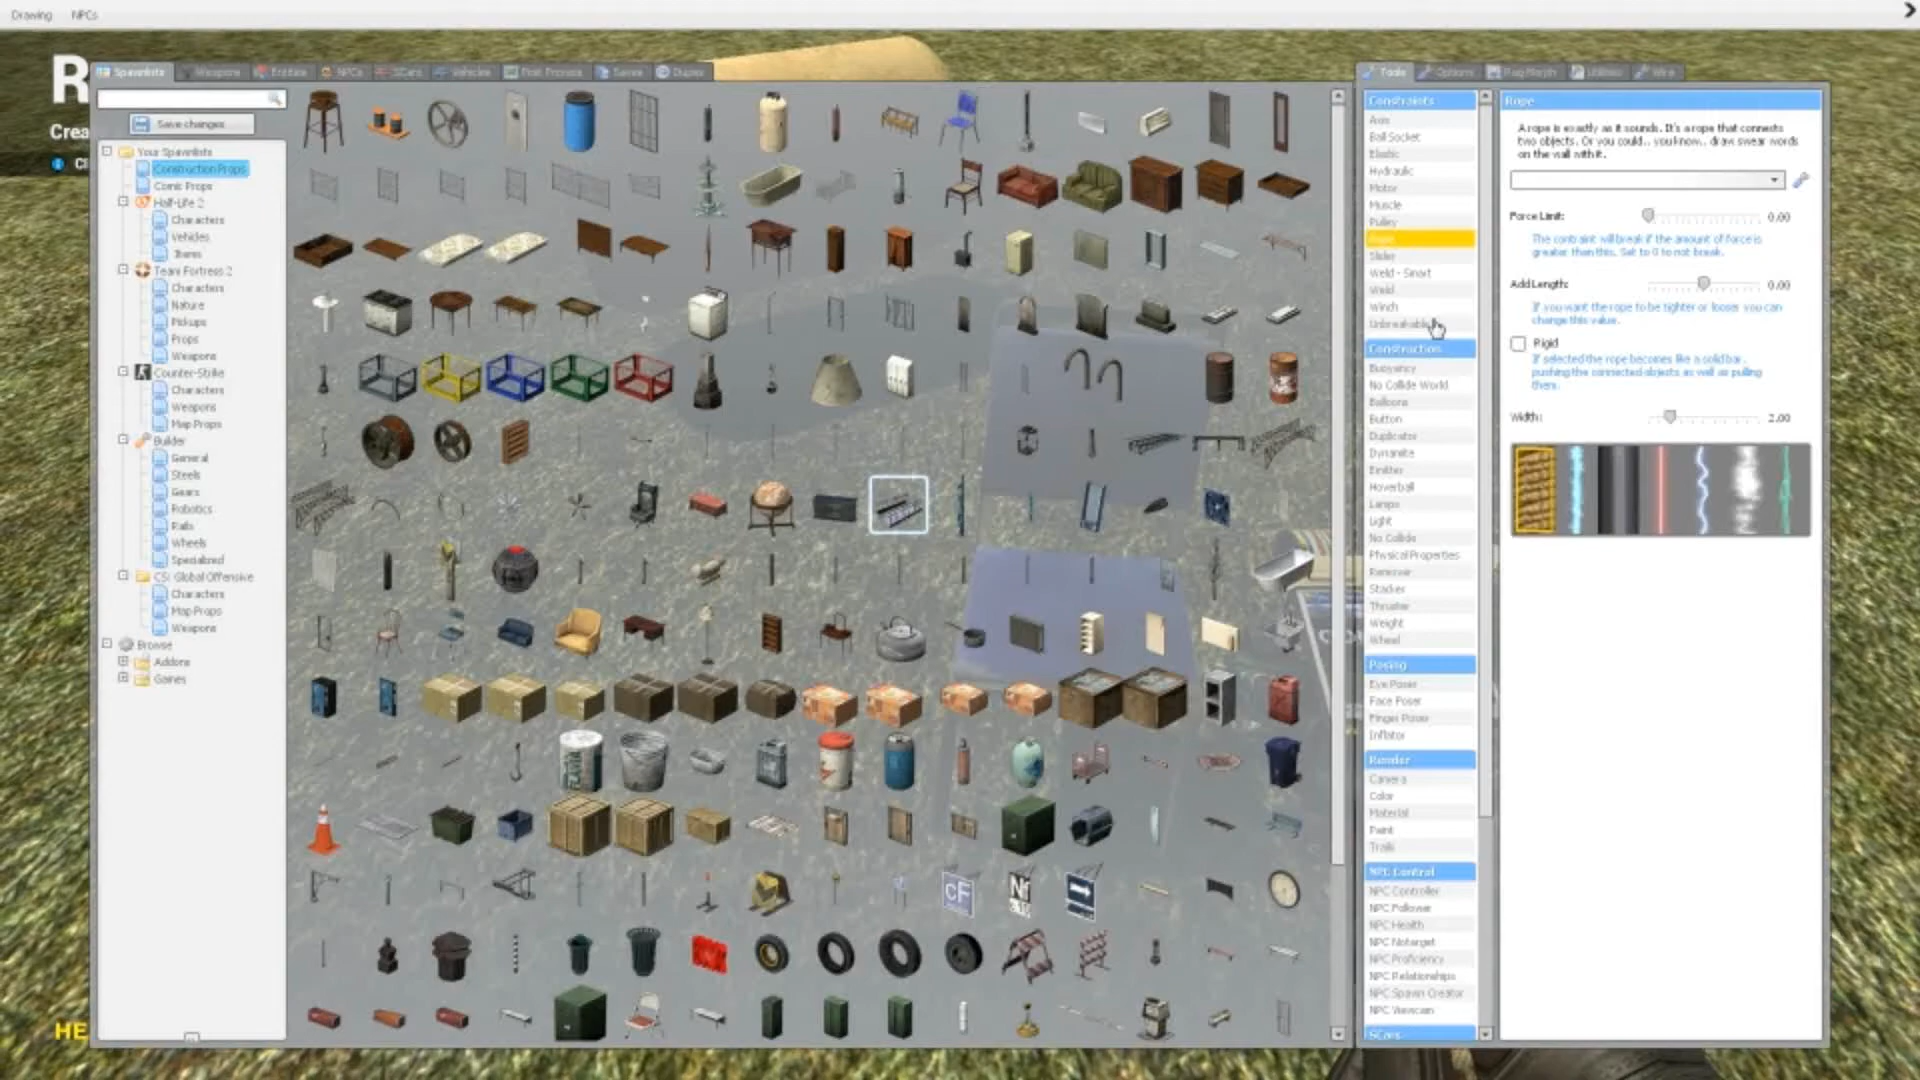 Drawing NPCs
R
Crea
HE
Spawnlists Weapons Entities NPCs SCars Vehicles Post Process Saves Dupes
Save changes
Your Spawnlists
Construction Props
Comic Props
Half-Life 2
Characters
Vehicles
Items
Team Fortress 2
Characters
Nature
Pickups
Props
Weapons
Counter-Strike
Characters
Weapons
Map Props
Builder
General
Steels
Gears
Robotics
Rails
Wheels
Specialized
CS: Global Offensive
Characters
Map Props
Weapons
Browse
Addons
Games
CF
Tools Options Utilities Wire
Constraints
Axis
Ball Socket
Elastic
Hydraulic
Motor
Muscle
Pulley
Rope
Slider
Weld - Smart
Weld
Winch
Unbreakable
Construction
Buoyancy
No Collide World
Balloons
Button
Duplicator
Dynamite
Emitter
Hoverball
Lamps
Light
No Collide
Physical Properties
Remover
Stacker
Thruster
Weight
Wheel
Posing
Eye Poser
Face Poser
Finger Poser
Inflator
Render
Camera
Color
Material
Paint
Trails
NPC Control
NPC Controller
NPC Follower
NPC Health
NPC Notarget
NPC Proficiency
NPC Relationships
NPC Spawn Creator
NPC Viewcam
SCars
Rope
A rope is exactly as it sounds. It's a rope that connects
two objects. Or you could.. you know.. draw swear words
on the wall with it.
Force Limit: 0.00
The contraint will break if the amount of force is
greater than this. Set to 0 to not break.
Add Length: 0.00
If you want the rope to be tighter or looser you can
change this value.
Rigid
If selected the rope becomes like a solid bar..
pushing the connected objects as well as pulling
them.
Width: 2.00